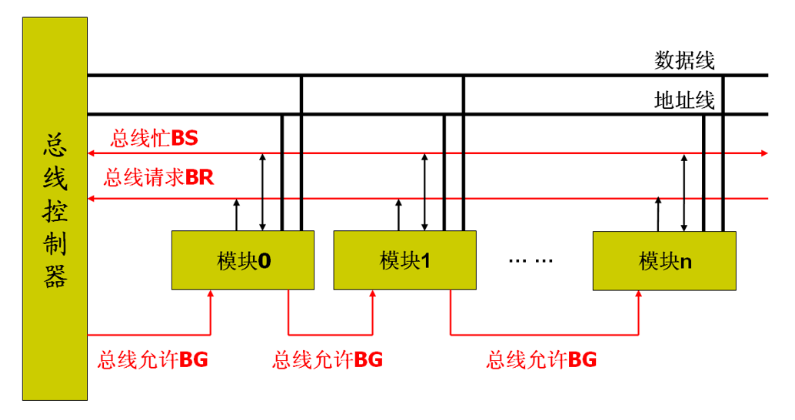 数据线
地址线
总线忙BS
总线请求BR
总线控制器
模块0
模块1
... ...
模块n
总线允许BG
总线允许BG
总线允许BG